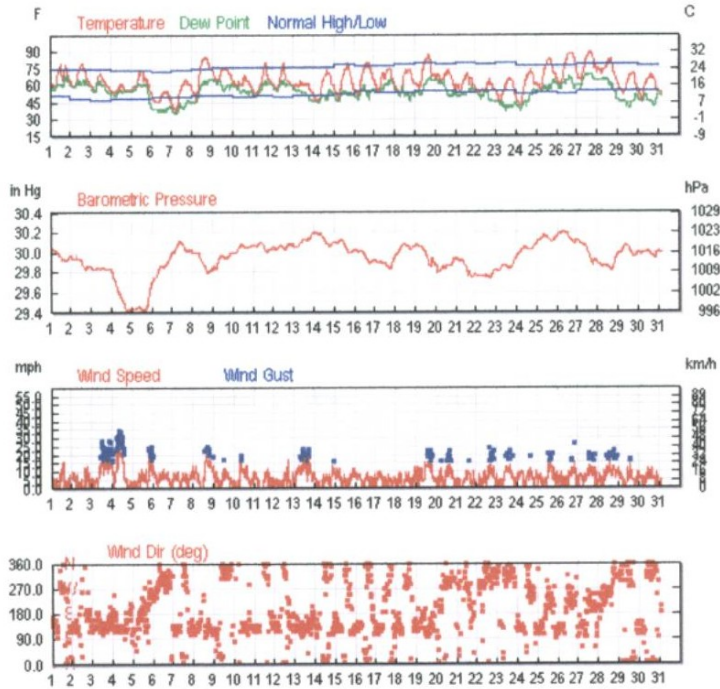 F C
Temperature Dew Point Normal High/Low
90 32
75 24
60 16
45 7
30 -1
15 -9
1 2 3 4 5 6 7 8 9 10 11 12 13 14 15 16 17 18 19 20 21 22 23 24 25 26 27 28 29 30 31
in Hg hPa
Barometric Pressure
30.4 1029
30.2 1023
30.0 1016
29.8 1009
29.6 1002
29.4 996
1 2 3 4 5 6 7 8 9 10 11 12 13 14 15 16 17 18 19 20 21 22 23 24 25 26 27 28 29 30 31
mph km/h
Wind Speed Wind Gust
55.0
0.0 0
1 2 3 4 5 6 7 8 9 10 11 12 13 14 15 16 17 18 19 20 21 22 23 24 25 26 27 28 29 30 31
Wind Dir (deg)
360.0 N
270.0 W
180.0
90.0 E
0.0
1 2 3 4 5 6 7 8 9 10 11 12 13 14 15 16 17 18 19 20 21 22 23 24 25 26 27 28 29 30 31